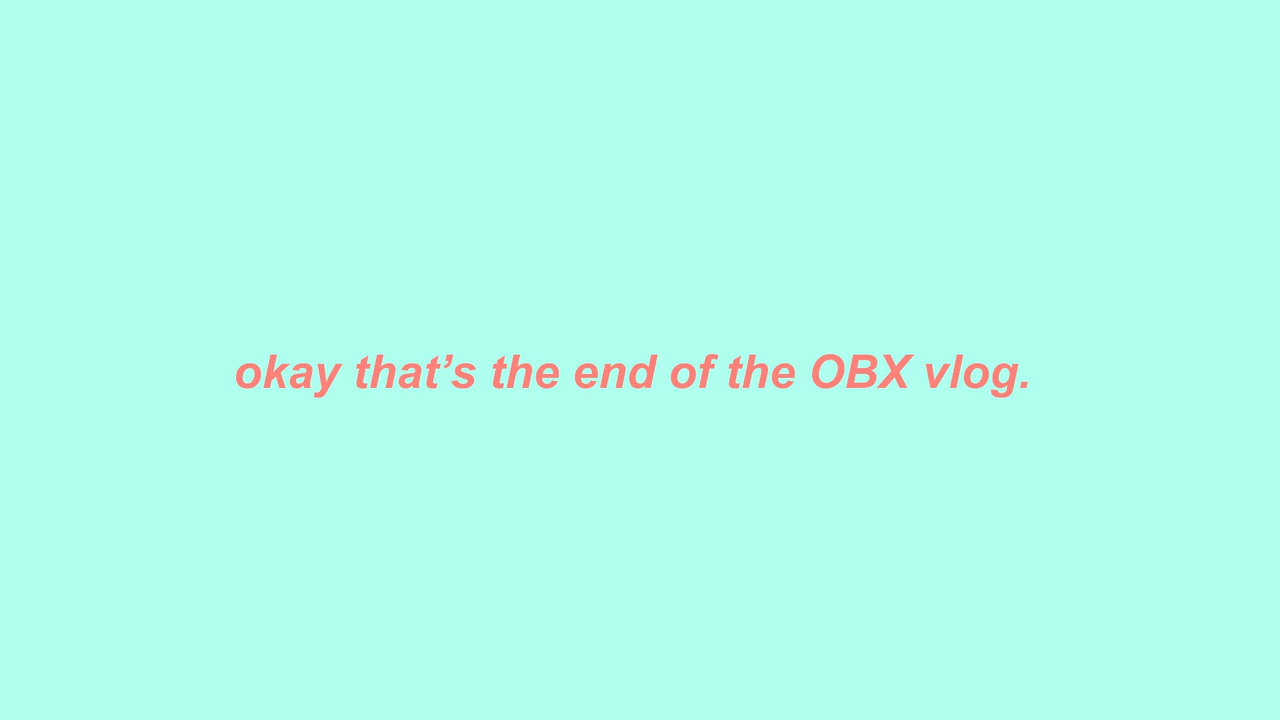 okay that’s the end of the OBX vlog.